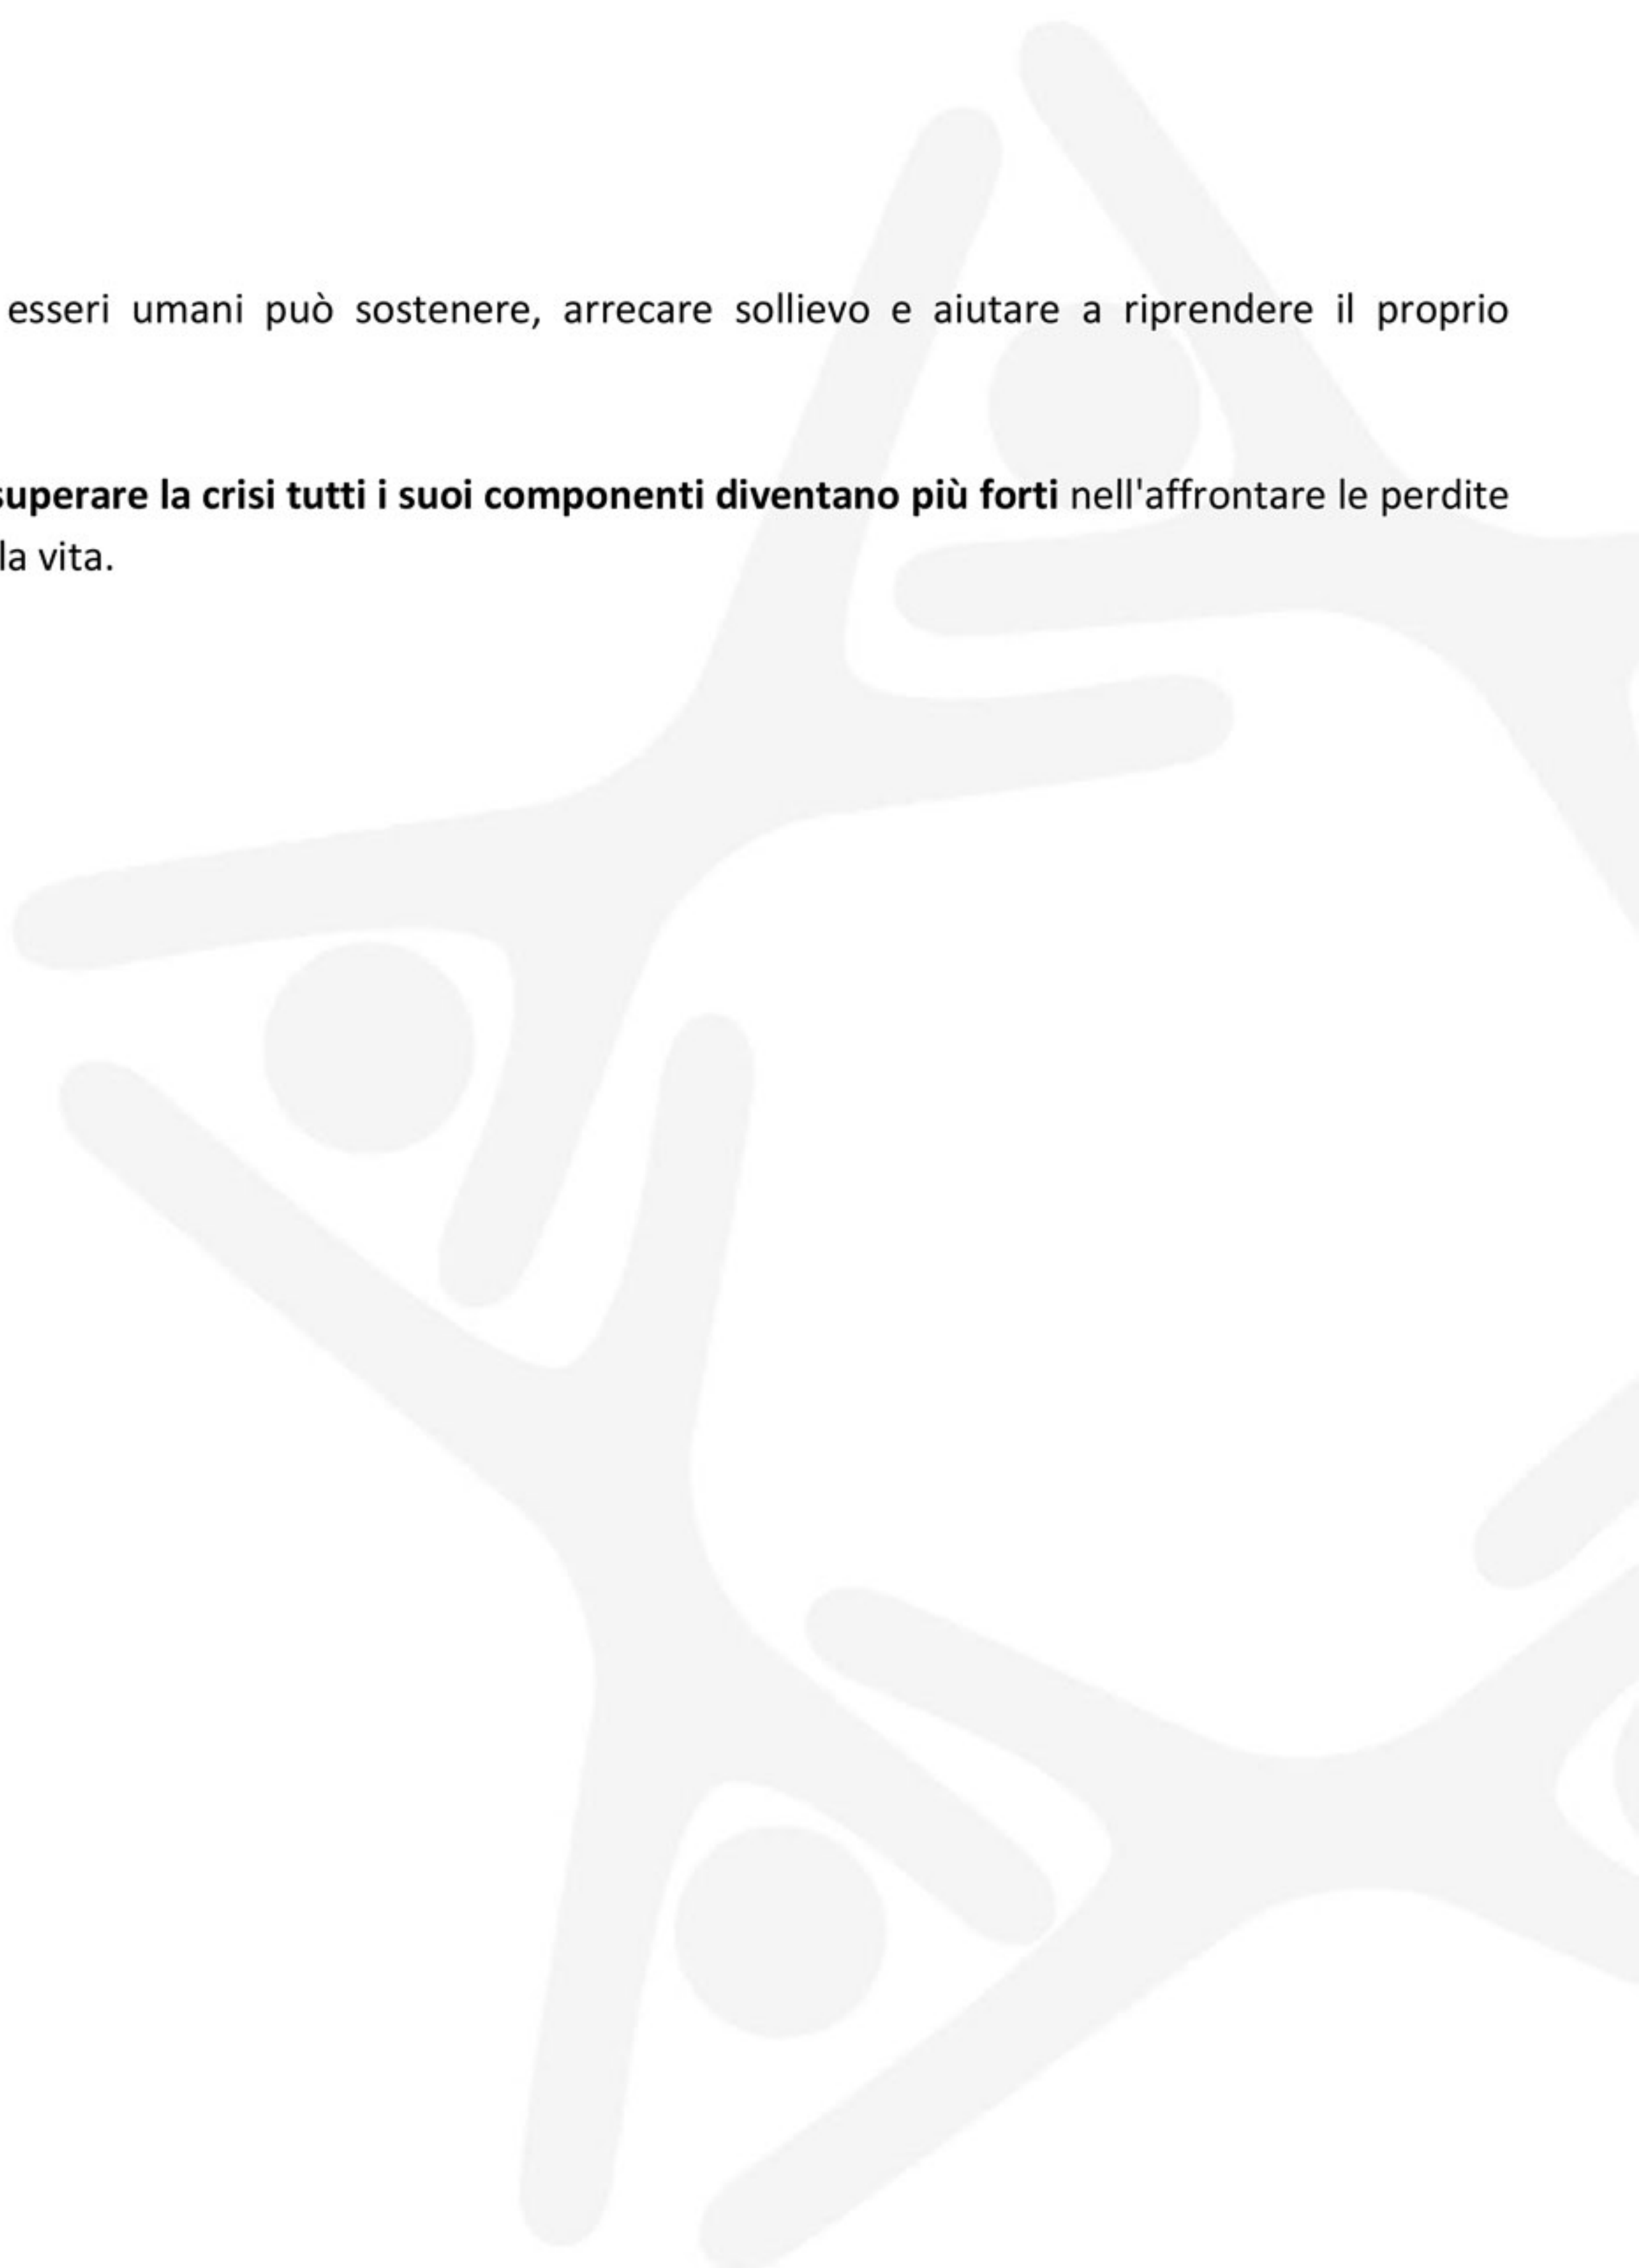 esseri umani può sostenere, arrecare sollievo e aiutare a riprendere il proprio
superare la crisi tutti i suoi componenti diventano più forti nell'affrontare le perdite
la vita.